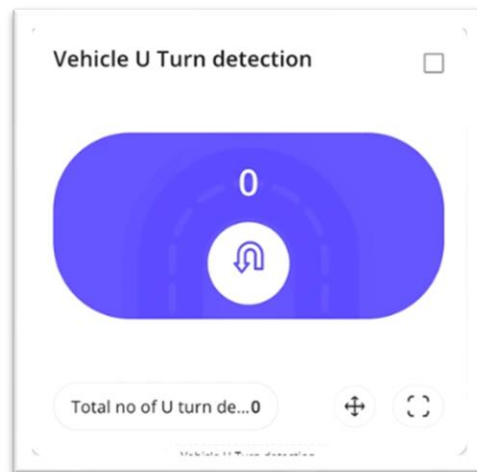 Vehicle U Turn detection
0
Total no of U turn de...0